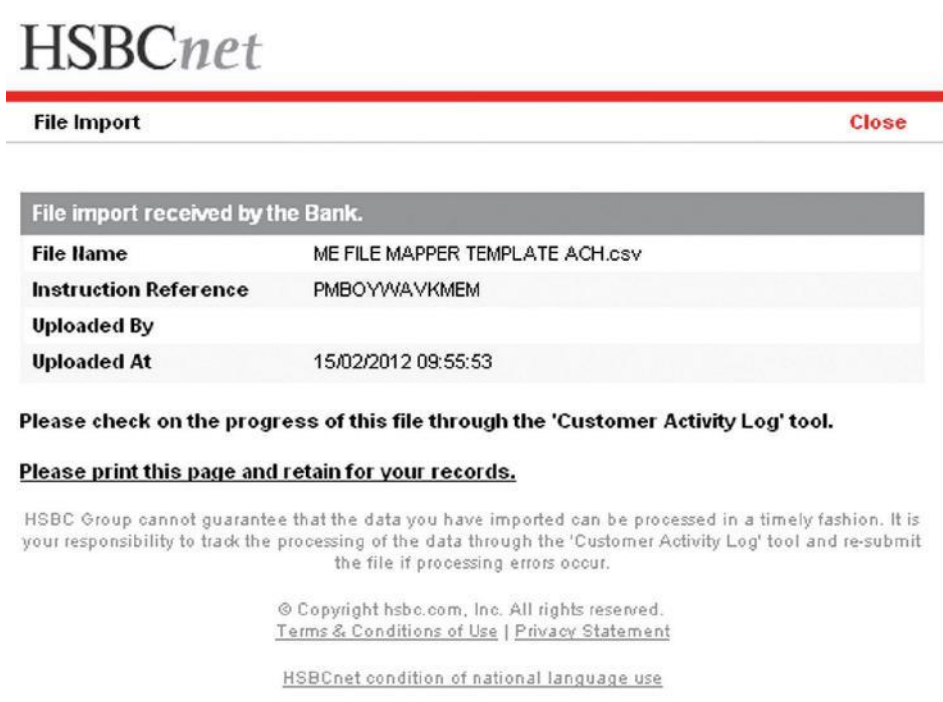 HSBCnet
File Import Close
File import received by the Bank.
File Name ME FILE MAPPER TEMPLATE ACH.csv
Instruction Reference PMBOYWAVKMEM
Uploaded By
Uploaded At 15/02/2012 09:55:53
Please check on the progress of this file through the 'Customer Activity Log' tool.
Please print this page and retain for your records.
HSBC Group cannot guarantee that the data you have imported can be processed in a timely fashion. It is
your responsibility to track the processing of the data through the 'Customer Activity Log' tool and re-submit
the file if processing errors occur.
© Copyright hsbc.com, Inc. All rights reserved.
Terms & Conditions of Use | Privacy Statement
HSBCnet condition of national language use